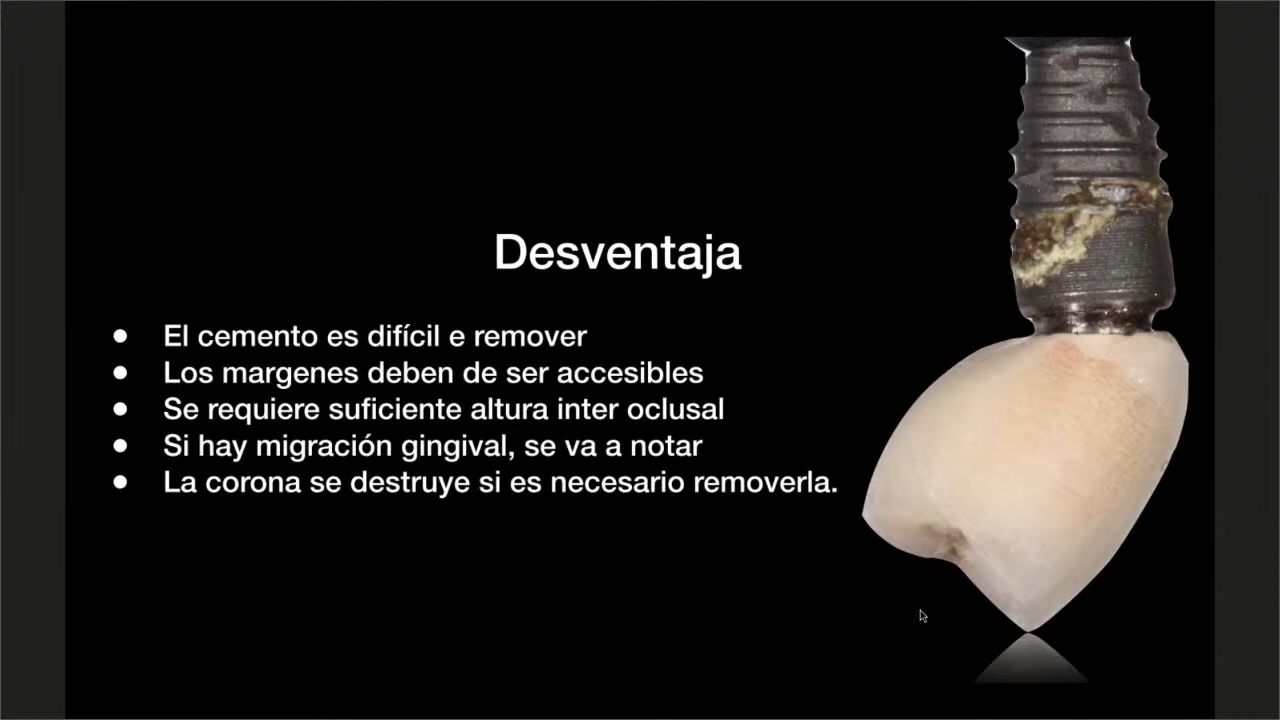 Desventaja
● El cemento es difícil e remover
● Los margenes deben de ser accesibles
● Se requiere suficiente altura inter oclusal
● Si hay migración gingival, se va a notar
● La corona se destruye si es necesario removerla.